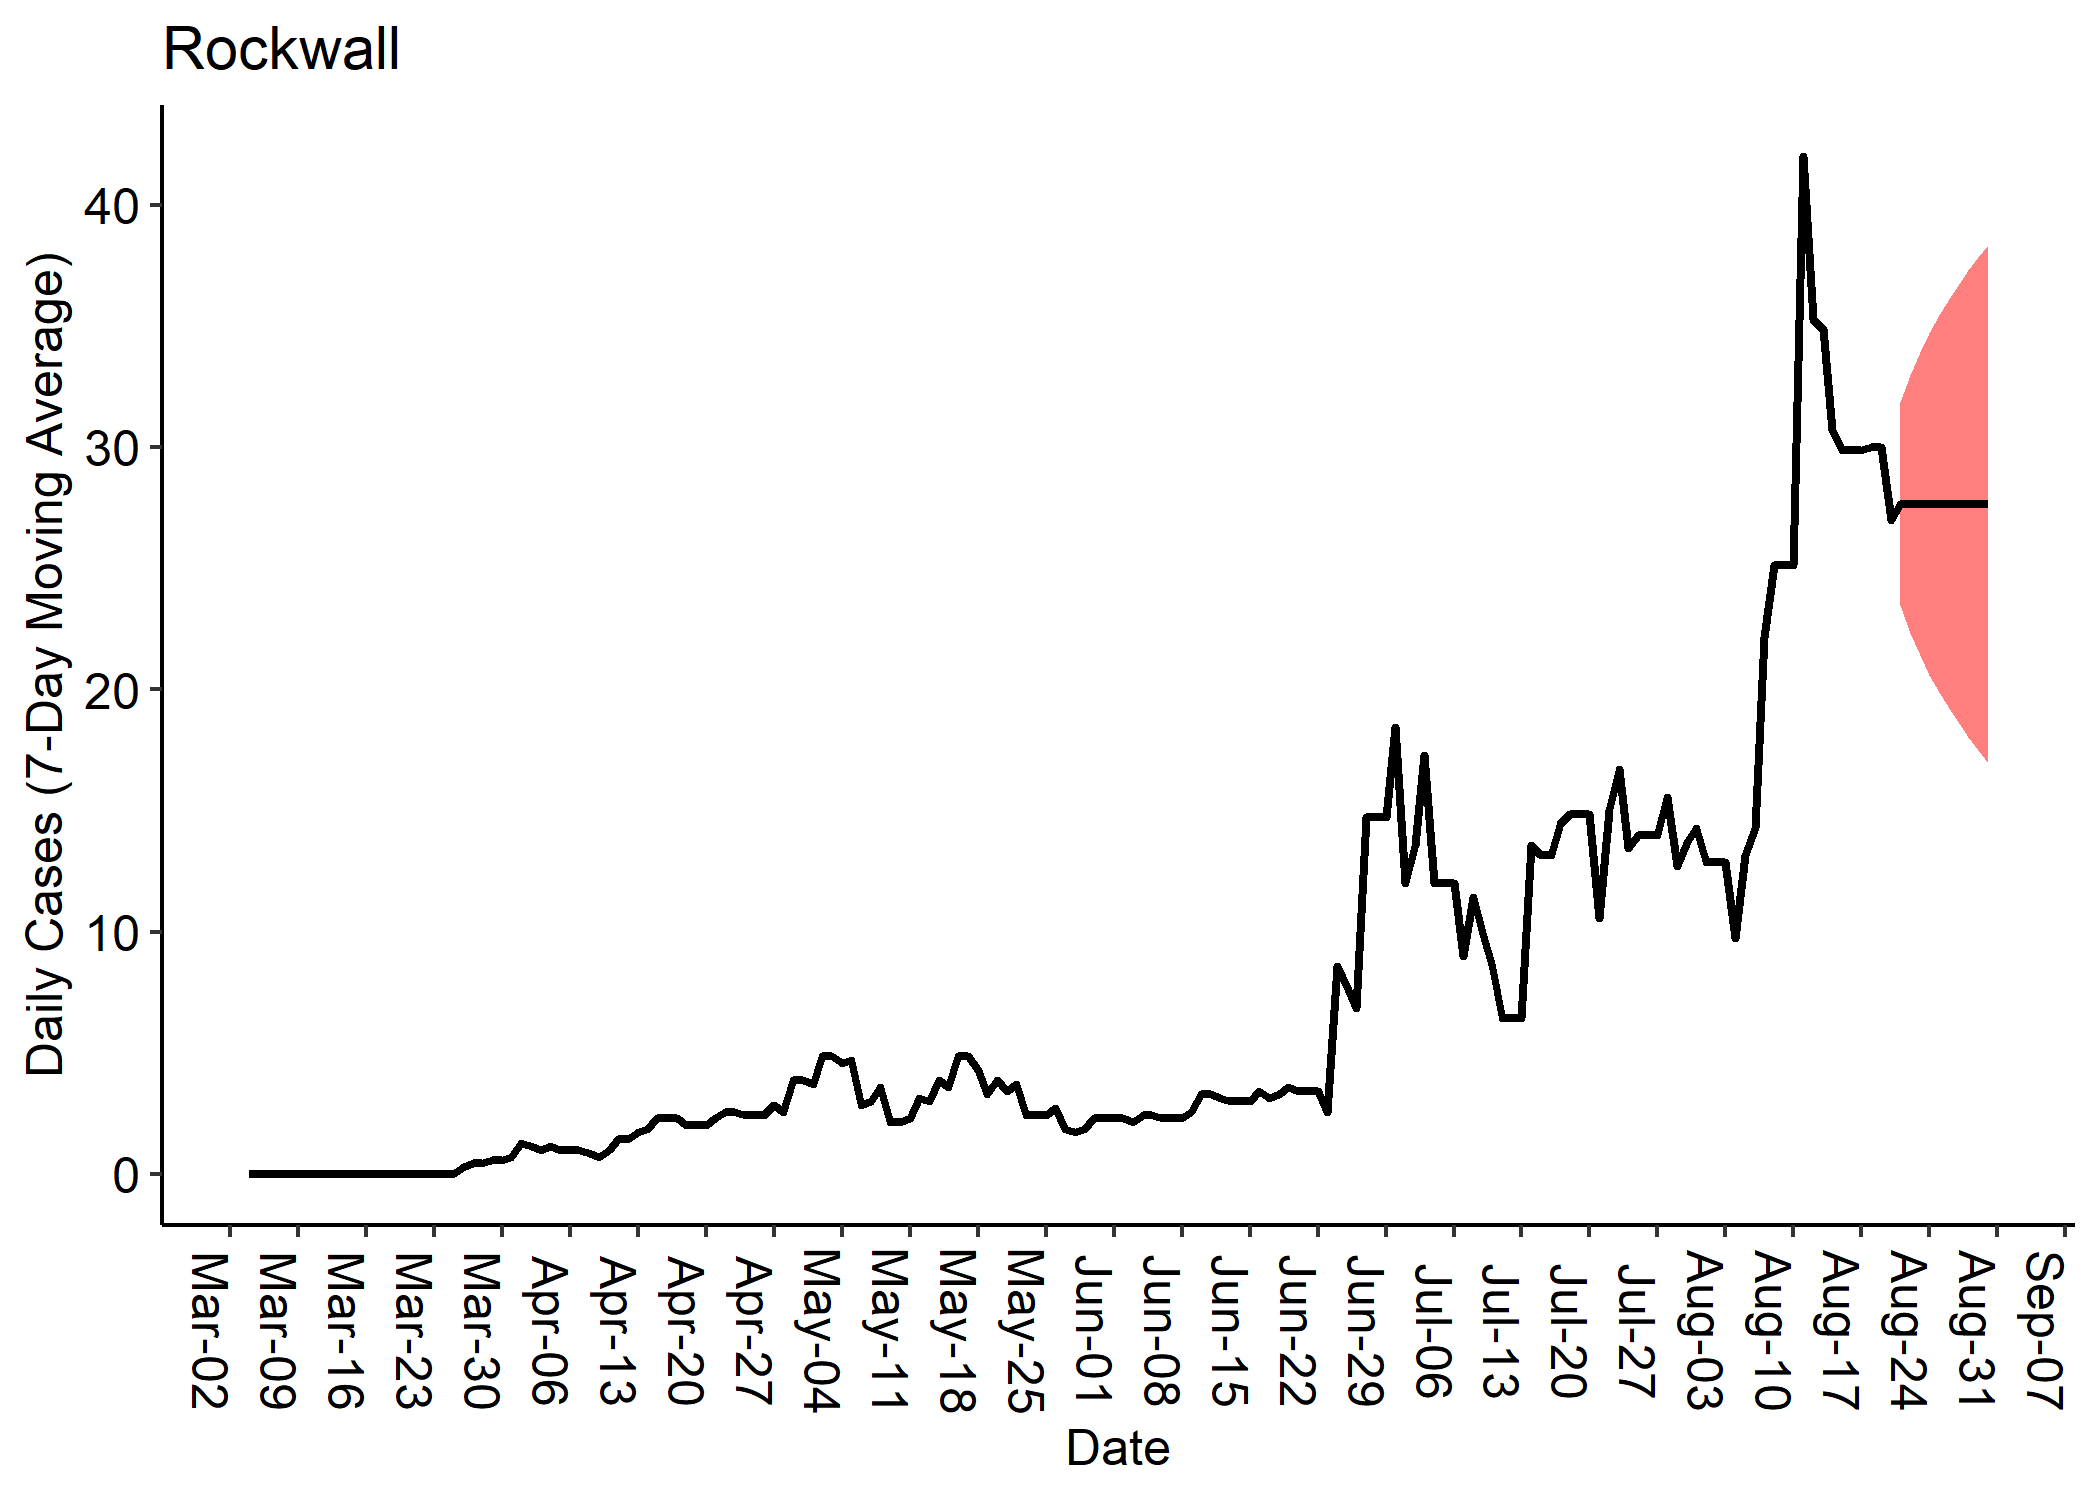 Rockwall
Daily Cases (7-Day Moving Average)
40
30
20
10
0
Mar-02
Mar-09
Mar-16
Mar-23
Mar-30
Apr-06
Apr-13
Apr-20
Apr-27
May-04
May-11
May-18
May-25
Jun-01
Jun-08
Jun-15
Jun-22
Jun-29
Jul-06
Jul-13
Jul-20
Jul-27
Aug-03
Aug-10
Aug-17
Aug-24
Aug-31
Sep-07
Date